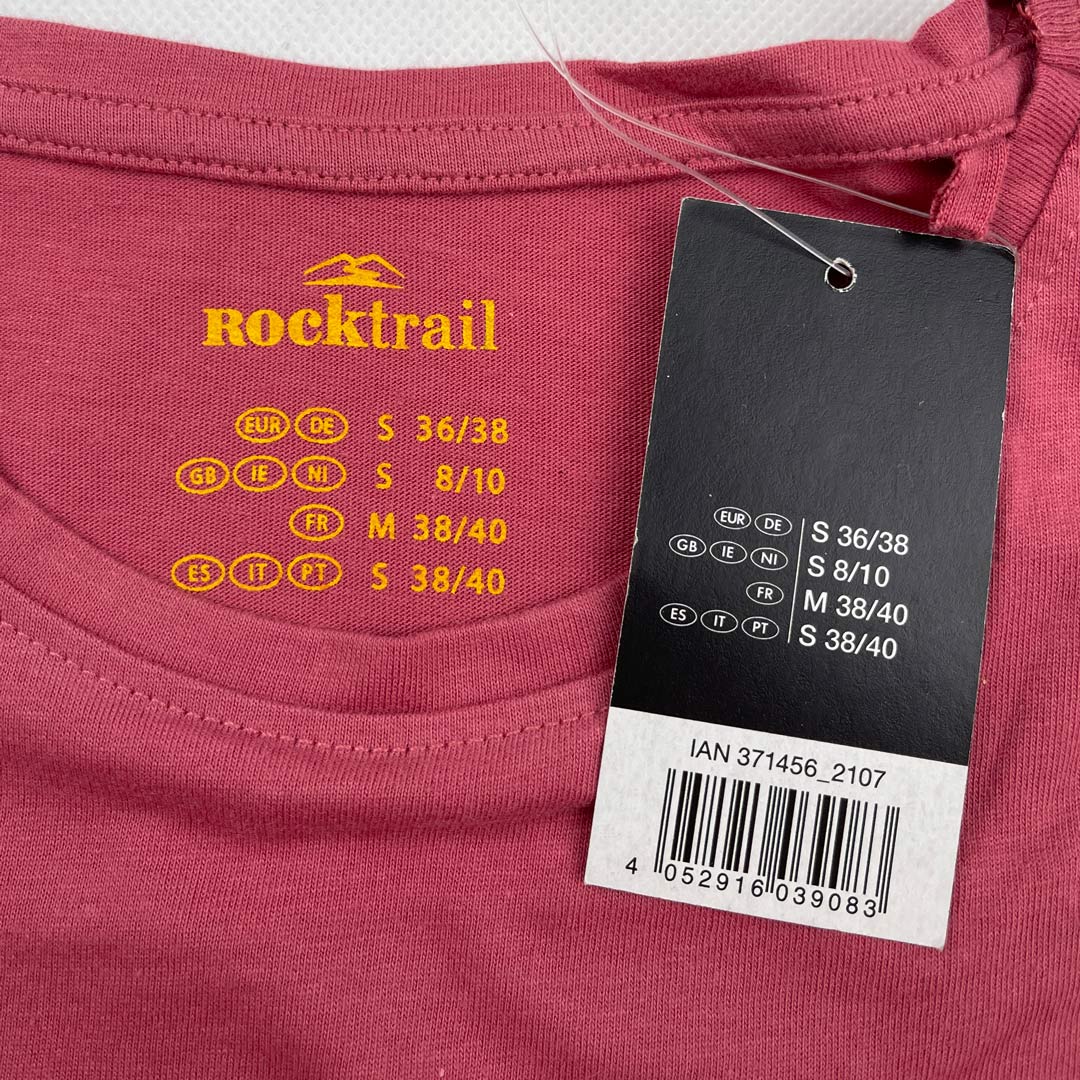 Rocktrail
EUR DE S 36/38
GB IE NI S 8/10
FR M 38/40
ES IT PT S 38/40
EUR DE S 36/38
GB IE NI S 8/10
FR M 38/40
ES IT PT S 38/40
IAN 371456_2107
4 052916 039083